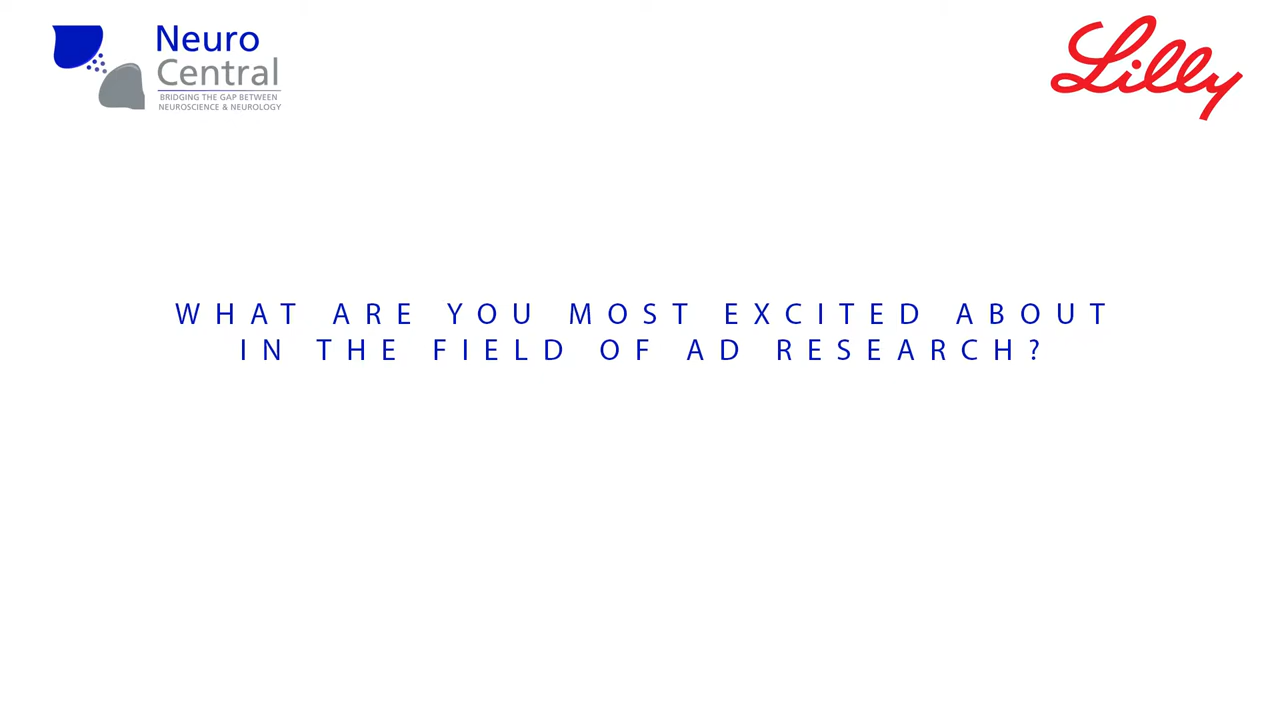 Neuro
Central
BRIDGING THE GAP BETWEEN
NEUROSCIENCE & NEUROLOGY
Lilly
WHAT ARE YOU MOST EXCITED ABOUT
IN THE FIELD OF AD RESEARCH?